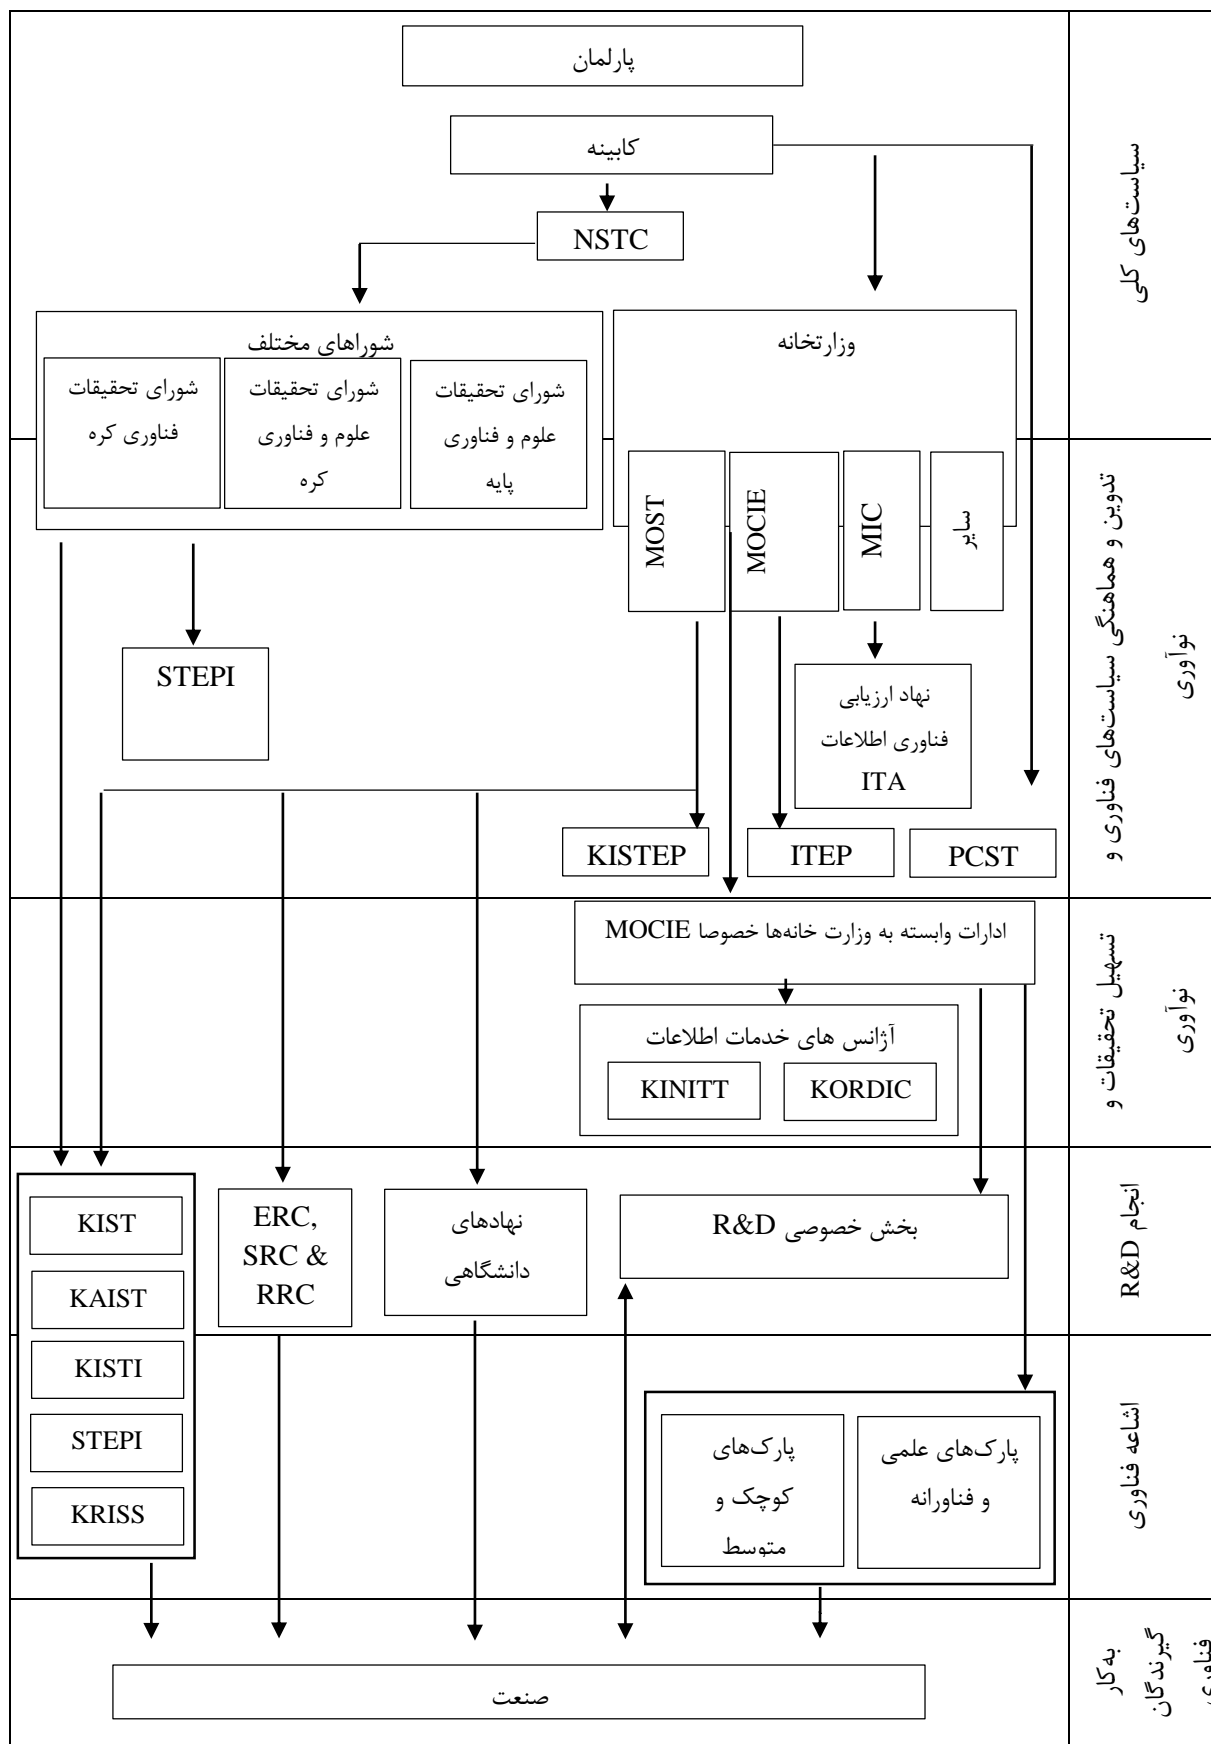 پارلمان
کابینه
NSTC
شوراهای مختلف
شورای تحقیقات
فناوری کره
شورای تحقیقات
علوم و فناوری
کره
شورای تحقیقات
علوم و فناوری
پایه
وزارتخانه
MOST
MOCIE
MIC
سایر
سیاست‌های کلی
STEPI
نهاد ارزیابی
فناوری اطلاعات
ITA
KISTEP
ITEP
PCST
تدوین و هماهنگی سیاست‌های فناوری و
نوآوری
ادارات وابسته به وزارت خانه‌ها خصوصا MOCIE
آژانس های خدمات اطلاعات
KINITT
KORDIC
تسهیل تحقیقات و
نوآوری
KIST
KAIST
KISTI
STEPI
KRISS
ERC,
SRC &
RRC
نهادهای
دانشگاهی
بخش خصوصی R&D
انجام R&D
پارک‌های
کوچک و
متوسط
پارک‌های علمی
و فناورانه
اشاعه فناوری
صنعت
به‌کار
گیرندگان
فناوری